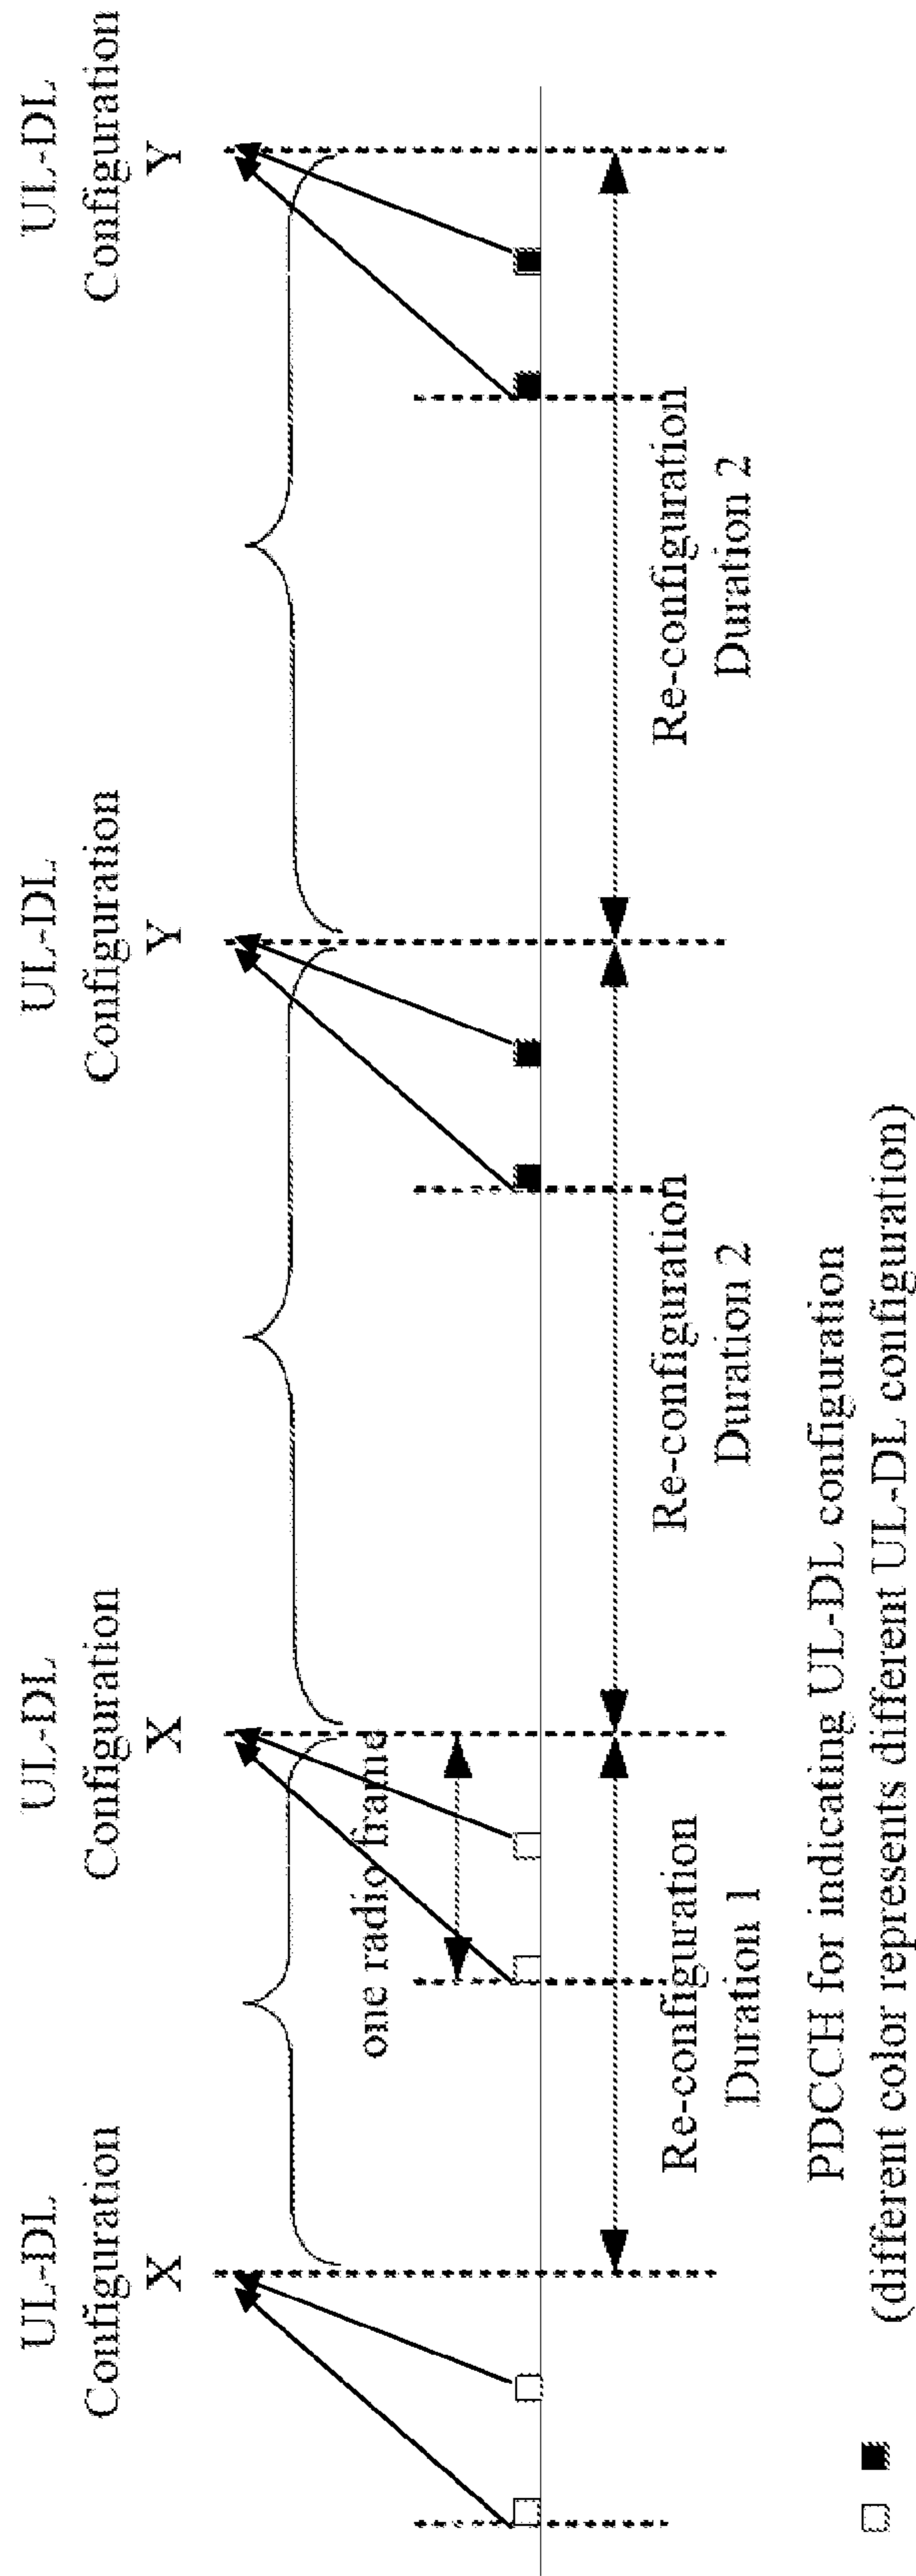 UL-DL
Configuration
X
UL-DL
Configuration
X
UL-DL
Configuration
Y
UL-DL
Configuration
Y
one radio frame
Re-configuration
Duration 1
Re-configuration
Duration 2
Re-configuration
Duration 2
PDCCH for indicating UL-DL configuration
(different color represents different UL-DL configuration)